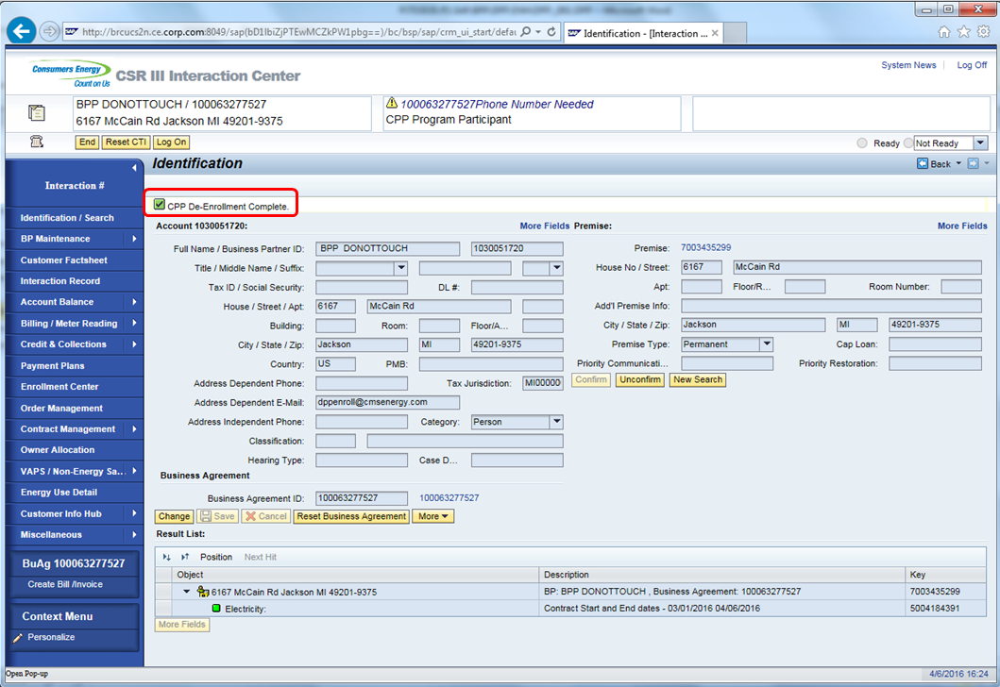 http://brcucs2n.ce.corp.com:8049/sap(bD1lbiZjPTEwMCZkPW1pbg==)/bc/bsp/sap/crm_ui_start/defau
Identification - [Interaction ...
Consumers Energy
Count on Us
CSR III Interaction Center
System News
Log Off
BPP DONOTTOUCH / 100063277527
6167 McCain Rd Jackson MI 49201-9375
100063277527Phone Number Needed
CPP Program Participant
End Reset CTI Log On
Ready Not Ready
Identification
Back
Interaction #
Identification / Search
BP Maintenance
Customer Factsheet
Interaction Record
Account Balance
Billing / Meter Reading
Credit & Collections
Payment Plans
Enrollment Center
Order Management
Contract Management
Owner Allocation
VAPS / Non-Energy Sa...
Energy Use Detail
Customer Info Hub
Miscellaneous
BuAg 100063277527
Create Bill /Invoice
Context Menu
Personalize
CPP De-Enrollment Complete.
Account 1030051720: More Fields
Full Name / Business Partner ID: BPP DONOTTOUCH 1030051720
Title / Middle Name / Suffix:
Tax ID / Social Security: DL #:
House / Street / Apt: 6167 McCain Rd
Building: Room: Floor/A...
City / State / Zip: Jackson MI 49201-9375
Country: US PMB:
Address Dependent Phone: Tax Jurisdiction: MI00000
Address Dependent E-Mail: dppenroll@cmsenergy.com
Address Independent Phone: Category: Person
Classification:
Hearing Type: Case D...
Premise: More Fields
Premise: 7003435299
House No / Street: 6167 McCain Rd
Apt: Floor/R... Room Number:
Add'l Premise Info:
City / State / Zip: Jackson MI 49201-9375
Premise Type: Permanent Cap Loan:
Priority Communicati... Priority Restoration:
Confirm Unconfirm New Search
Business Agreement
Business Agreement ID: 100063277527 100063277527
Change Save Cancel Reset Business Agreement More
Result List:
Position Next Hit
Object Description Key
6167 McCain Rd Jackson MI 49201-9375 BP: BPP DONOTTOUCH , Business Agreement: 100063277527 7003435299
Electricity: Contract Start and End dates - 03/01/2016 04/06/2016 5004184391
More Fields
Open Pop-up
4/6/2016 16:24